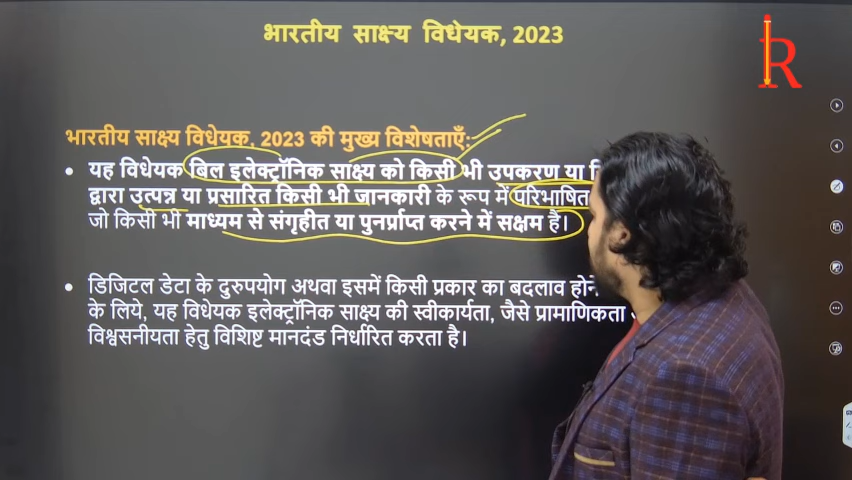 भारतीय साक्ष्य विधेयक, 2023
R
भारतीय साक्ष्य विधेयक, 2023 की मुख्य विशेषताएँ:
• यह विधेयक बिल इलेक्ट्रॉनिक साक्ष्य को किसी भी उपकरण या
द्वारा उत्पन्न या प्रसारित किसी भी जानकारी के रूप में परिभाषित
जो किसी भी माध्यम से संगृहीत या पुनर्प्राप्त करने में सक्षम है।
• डिजिटल डेटा के दुरुपयोग अथवा इसमें किसी प्रकार का बदलाव होने
के लिये, यह विधेयक इलेक्ट्रॉनिक साक्ष्य की स्वीकार्यता, जैसे प्रामाणिकता
विश्वसनीयता हेतु विशिष्ट मानदंड निर्धारित करता है।